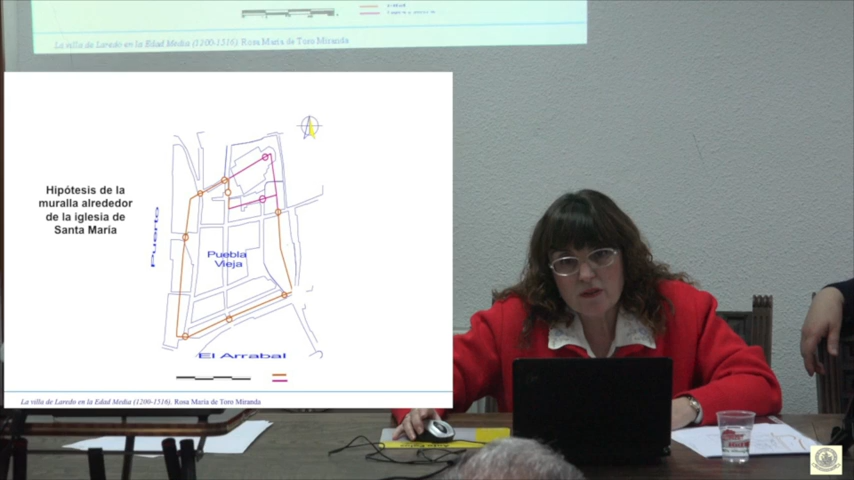 La villa de Laredo en la Edad Media (1200-1516). Rosa María de Toro Miranda
Hipótesis de la
muralla alrededor
de la iglesia de
Santa María
Puerto
Puebla
Vieja
El Arrabal
La villa de Laredo en la Edad Media (1200-1516). Rosa María de Toro Miranda